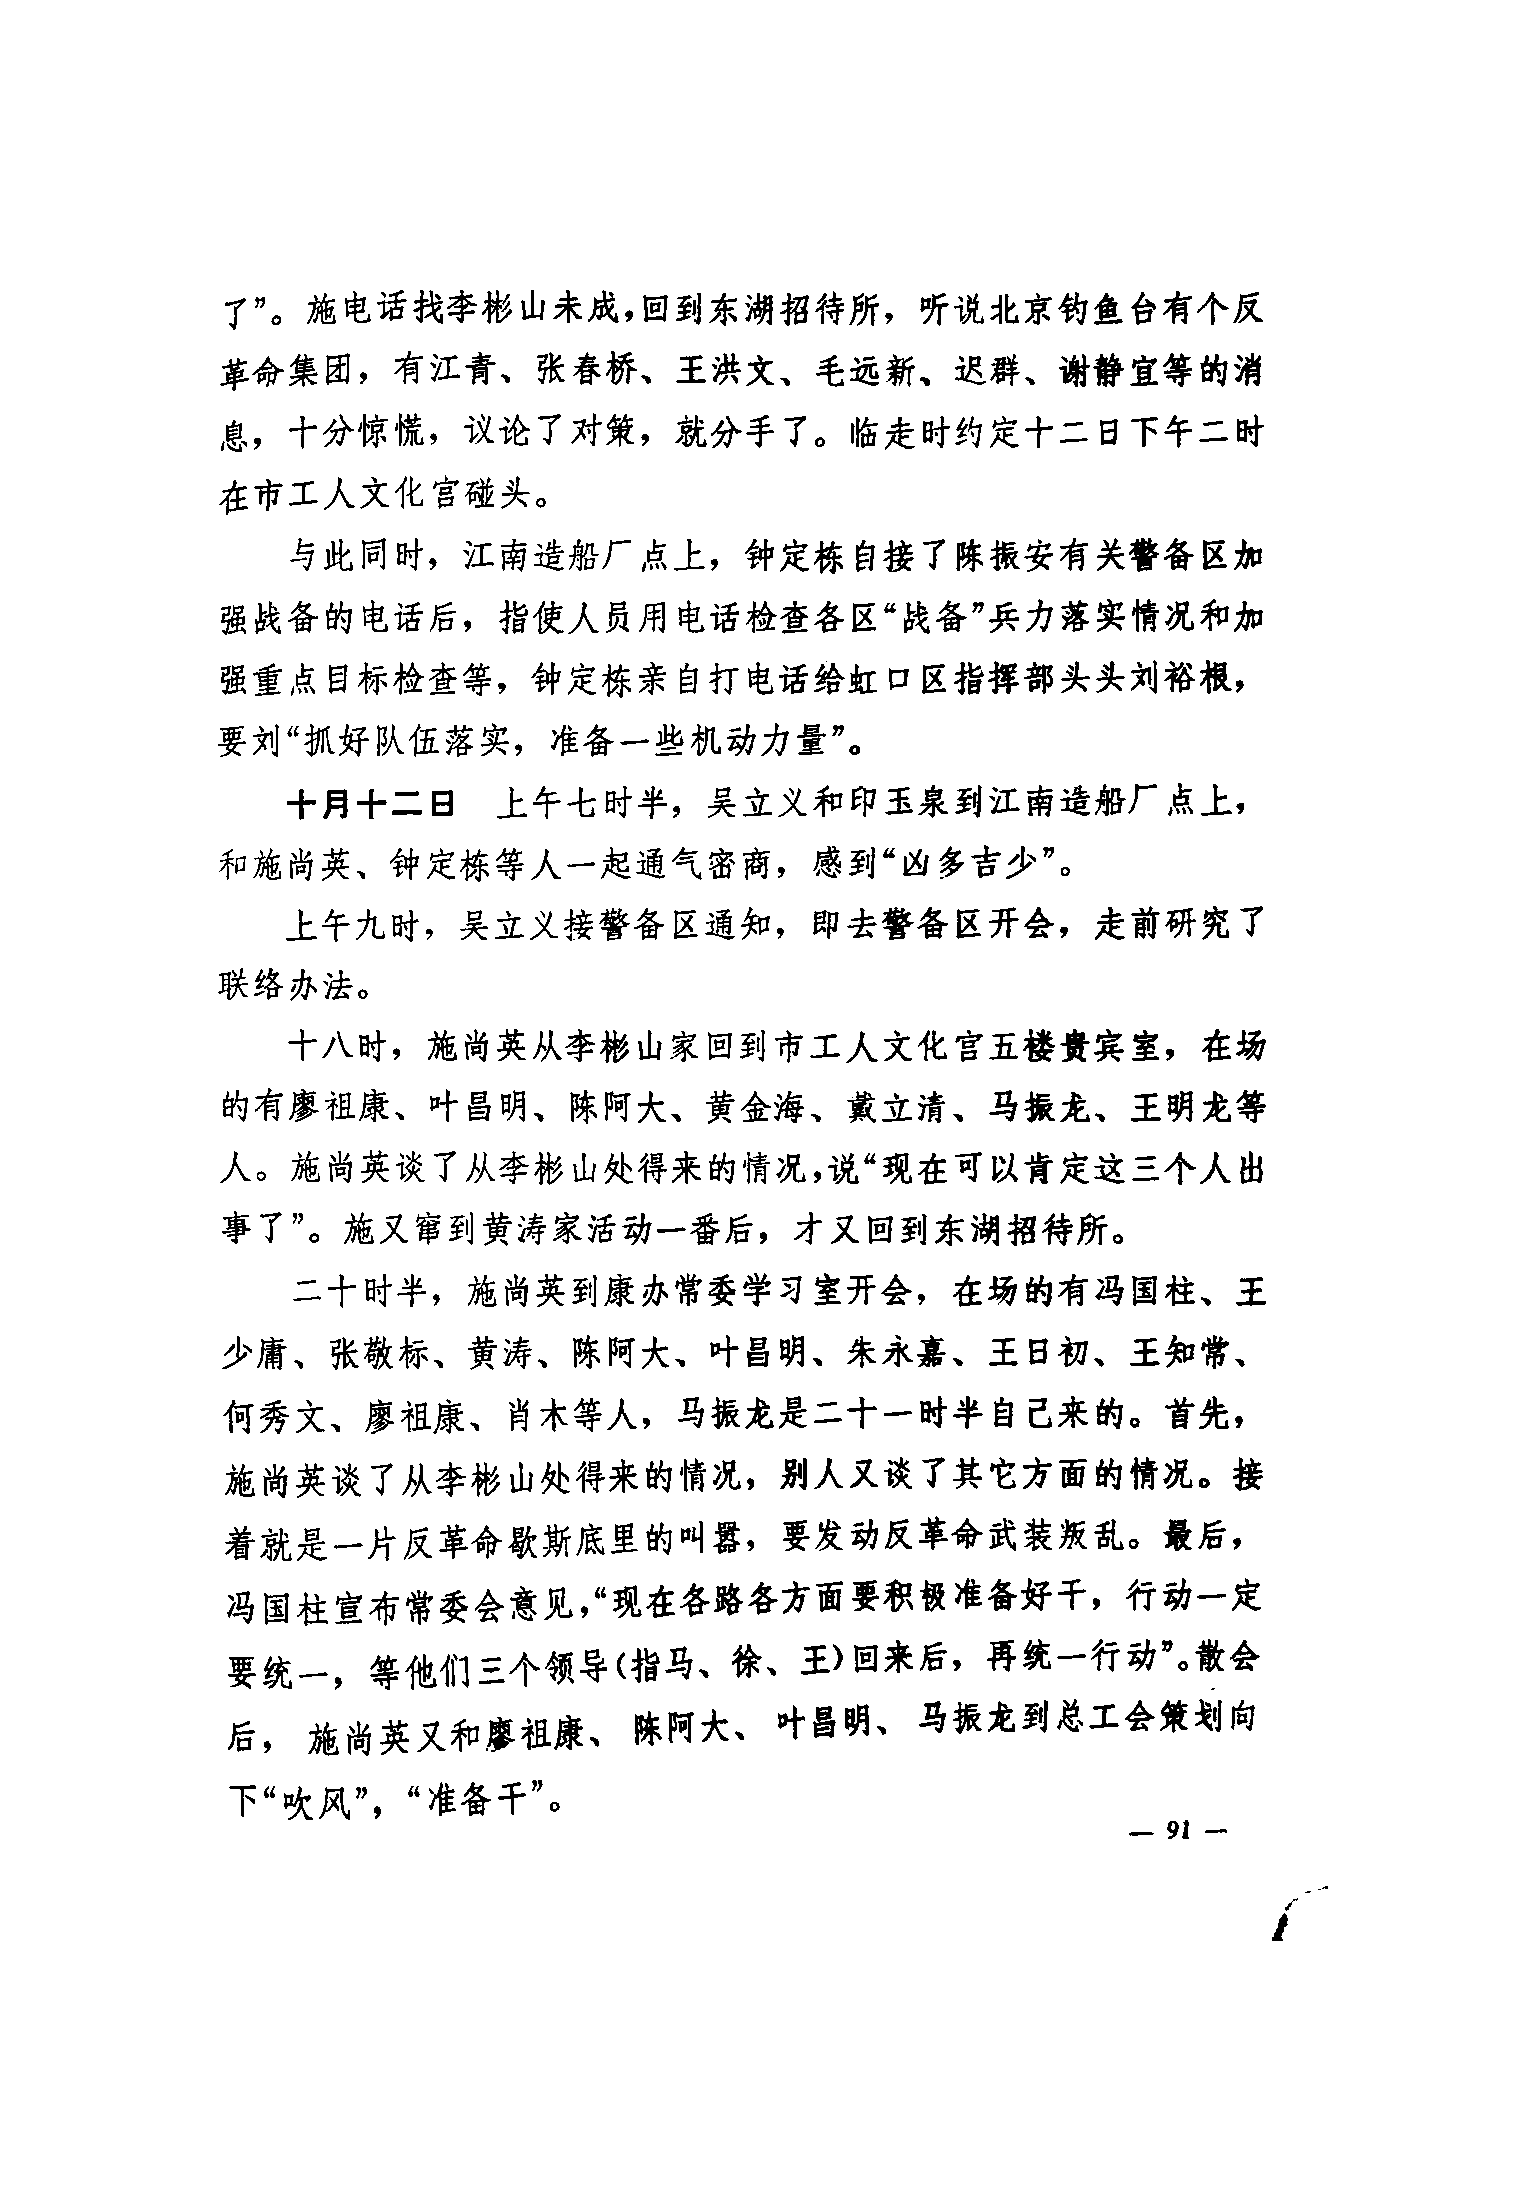 了”。施电话找李彬山未成，回到东湖招待所，听说北京钓鱼台有个反
革命集团，有江青、张春桥、王洪文、毛远新、迟群、谢静宜等的消
息，十分惊慌，议论了对策，就分手了。临走时约定十二日下午二时
在市工人文化宫碰头。
与此同时，江南造船厂点上，钟定栋自接了陈振安有关警备区加
强战备的电话后，指使人员用电话检查各区“战备”兵力落实情况和加
强重点目标检查等，钟定栋亲自打电话给虹口区指挥部头头刘裕根，
要刘“抓好队伍落实，准备一些机动力量”。
十月十二日　上午七时半，吴立义和印玉泉到江南造船厂点上，
和施尚英、钟定栋等人一起通气密商，感到“凶多吉少”。
上午九时，吴立义接警备区通知，即去警备区开会，走前研究了
联络办法。
十八时，施尚英从李彬山家回到市工人文化宫五楼贵宾室，在场
的有廖祖康、叶昌明、陈阿大、黄金海、戴立清、马振龙、王明龙等
人。施尚英谈了从李彬山处得来的情况，说“现在可以肯定这三个人出
事了”。施又窜到黄涛家活动一番后，才又回到东湖招待所。
二十时半，施尚英到康办常委学习室开会，在场的有冯国柱、王
少庸、张敬标、黄涛、陈阿大、叶昌明、朱永嘉、王日初、王知常、
何秀文、廖祖康、肖木等人，马振龙是二十一时半自己来的。首先，
施尚英谈了从李彬山处得来的情况，别人又谈了其它方面的情况。接
着就是一片反革命歇斯底里的叫嚣，要发动反革命武装叛乱。最后，
冯国柱宣布常委会意见，“现在各路各方面要积极准备好干，行动一定
要统一，等他们三个领导(指马、徐、王)回来后，再统一行动”。散会
后，施尚英又和廖祖康、陈阿大、叶昌明、马振龙到总工会策划向
下“吹风”，“准备干”。
— 91 —